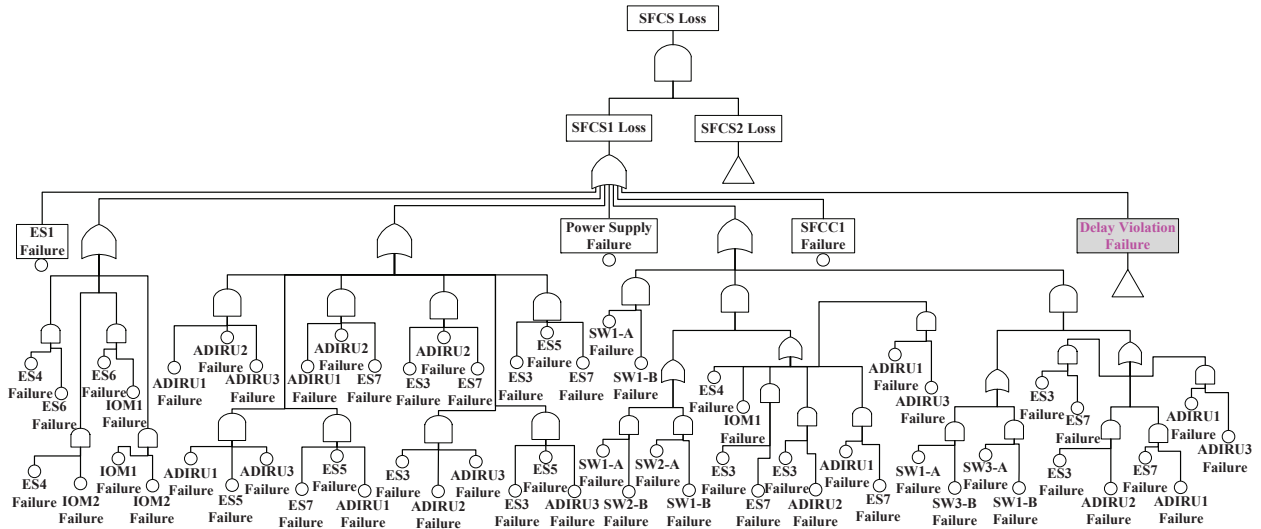 SFCS Loss
SFCS1 Loss
SFCS2 Loss
ES1
Failure
Power Supply
Failure
SFCC1
Failure
Delay Violation
Failure
ES4
Failure
ES6
Failure
ES6
Failure
IOM1
Failure
ES4
Failure
IOM2
Failure
IOM1
Failure
IOM2
Failure
ADIRU1
Failure
ADIRU2
Failure
ADIRU3
Failure
ADIRU1
Failure
ADIRU2
Failure
ES7
Failure
ES3
Failure
ADIRU2
Failure
ES7
Failure
ES3
Failure
ES5
Failure
ES7
Failure
ADIRU1
Failure
ES5
Failure
ADIRU3
Failure
ES7
Failure
ES5
Failure
ADIRU1
Failure
ES3
Failure
ADIRU2
Failure
ADIRU3
Failure
ES3
Failure
ES5
Failure
ADIRU3
Failure
SW1-A
Failure
SW1-B
Failure
SW1-A
Failure
SW2-B
Failure
SW2-A
Failure
SW1-B
Failure
ES4
Failure
IOM1
Failure
ES3
Failure
ES7
Failure
ES3
Failure
ADIRU2
Failure
ADIRU1
Failure
ES7
Failure
ADIRU1
Failure
ADIRU3
Failure
SW1-A
Failure
SW3-B
Failure
SW3-A
Failure
SW1-B
Failure
ES3
Failure
ES7
Failure
ES3
Failure
ADIRU2
Failure
ES7
Failure
ADIRU1
Failure
ADIRU1
Failure
ADIRU3
Failure